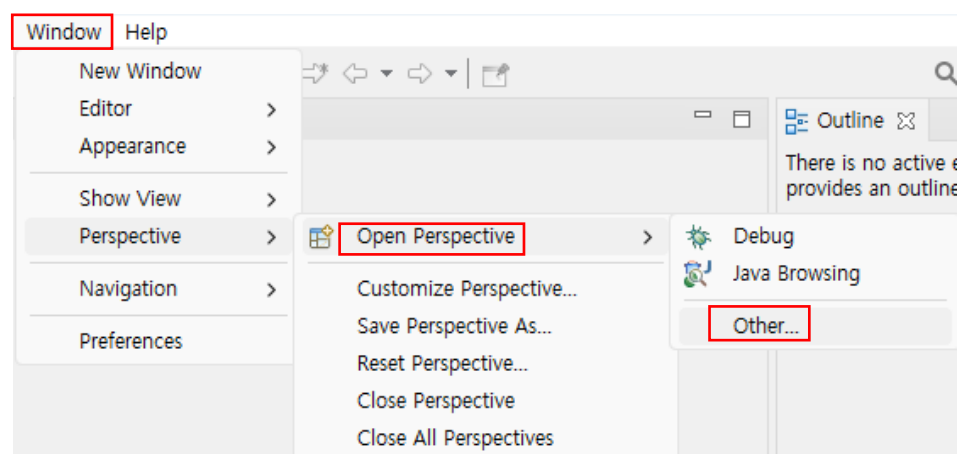 Window Help
New Window
Editor
Appearance
Show View
Perspective
Navigation
Preferences
Open Perspective
Customize Perspective...
Save Perspective As...
Reset Perspective...
Close Perspective
Close All Perspectives
Debug
Java Browsing
Other...
Outline
There is no active e
provides an outline